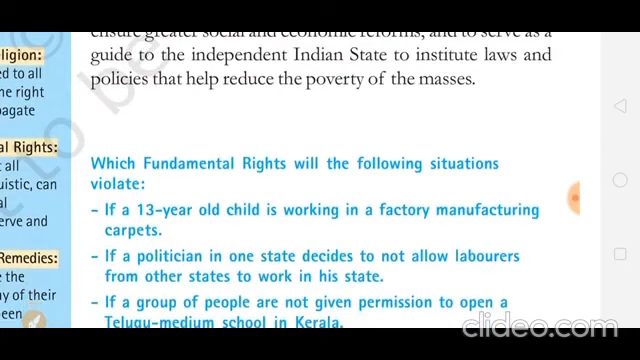 ensure greater social and economic reforms, and to serve as a
guide to the independent Indian State to institute laws and
policies that help reduce the poverty of the masses.
eligion:
ed to all
ne right
pagate
al Rights:
t all
uistic, can
al
serve and
Remedies:
e the
ny of their
een
Which Fundamental Rights will the following situations
violate:
- If a 13-year old child is working in a factory manufacturing
carpets.
- If a politician in one state decides to not allow labourers
from other states to work in his state.
- If a group of people are not given permission to open a
Telugu-medium school in Kerala.
clideo.com